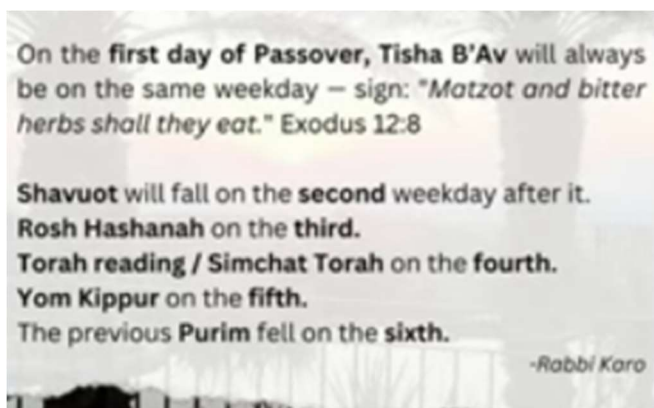 On the first day of Passover, Tisha B'Av will always
be on the same weekday – sign: "Matzot and bitter
herbs shall they eat." Exodus 12:8
Shavuot will fall on the second weekday after it.
Rosh Hashanah on the third.
Torah reading / Simchat Torah on the fourth.
Yom Kippur on the fifth.
The previous Purim fell on the sixth.
-Rabbi Karo